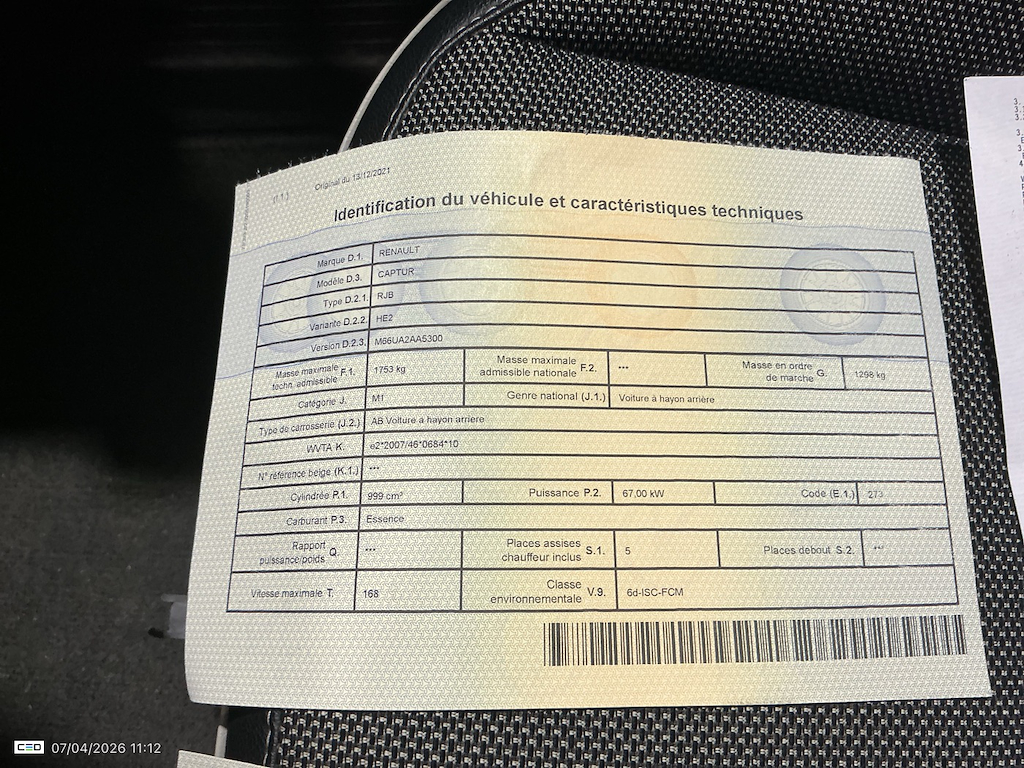 (I.1)
Original du 13/12/2021
Identification du véhicule et caractéristiques techniques
Marque D.1. RENAULT
Modèle D.3. CAPTUR
Type D.2.1. RJB
Variante D.2.2. HE2
Version D.2.3. M66UA2AA5300
Masse maximale techn. admissible F.1. 1753 kg Masse maximale admissible nationale F.2. *** Masse en ordre de marche G. 1298 kg
Catégorie J. M1 Genre national (J.1.) Voiture à hayon arrière
Type de carrosserie (J.2.) AB Voiture à hayon arrière
WVTA K. e2*2007/46*0684*10
N° référence belge (K.1.) ***
Cylindrée P.1. 999 cm³ Puissance P.2. 67,00 kW Code (E.1.) 273
Carburant P.3. Essence
Rapport puissance/poids Q. *** Places assises chauffeur inclus S.1. 5 Places debout S.2. ***
Vitesse maximale T. 168 Classe environnementale V.9. 6d-ISC-FCM
3.
3.
4
CEO 07/04/2026 11:12